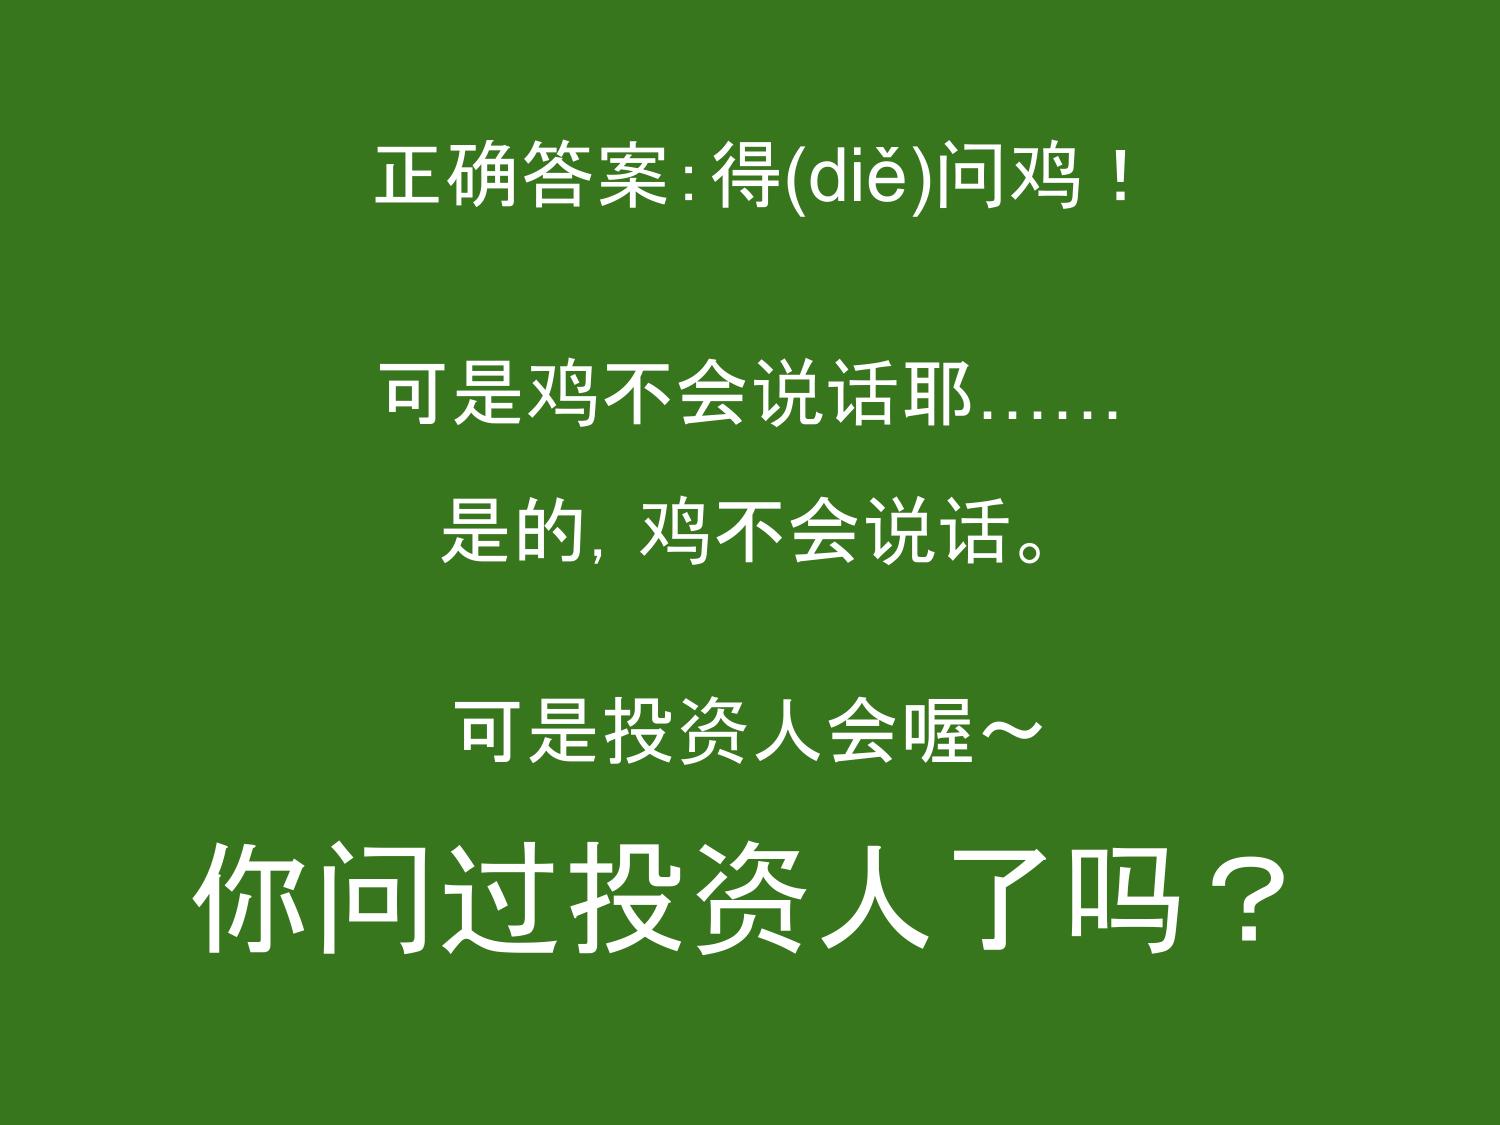 正确答案：得(diě)问鸡！
可是鸡不会说话耶……
是的，鸡不会说话。
可是投资人会喔～
你问过投资人了吗？